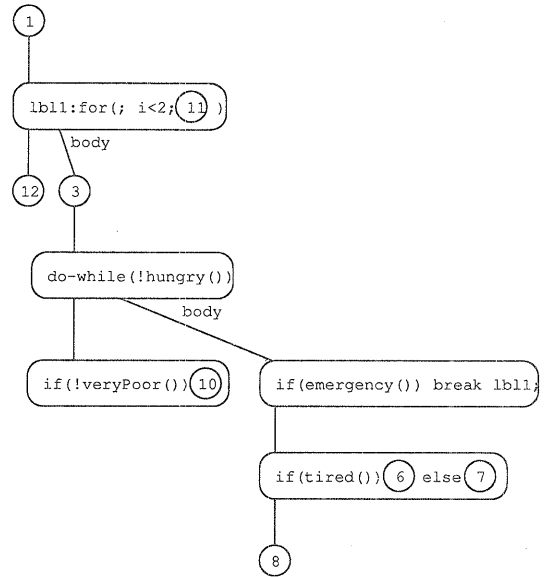 1
lbl1:for(; i<2; 11 )
body
12 3
do-while(!hungry())
body
if(!veryPoor()) 10
if(emergency()) break lbl1;
if(tired()) 6 else 7
8